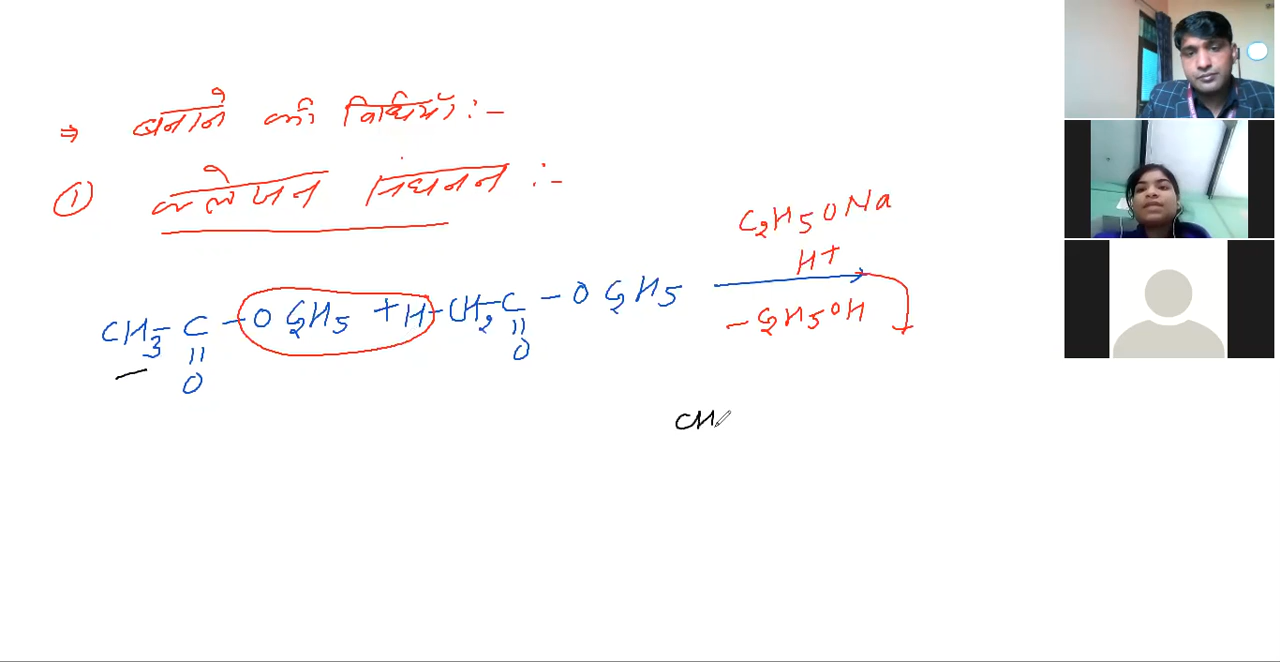 ⇒ बनाने की विधियाँ :-
① क्लेजन संघनन :-
C₂H₅ONa
H+
CH₃-C-OC₂H₅ + H-CH₂-C-OC₂H₅
-C₂H₅OH
O
O
CH